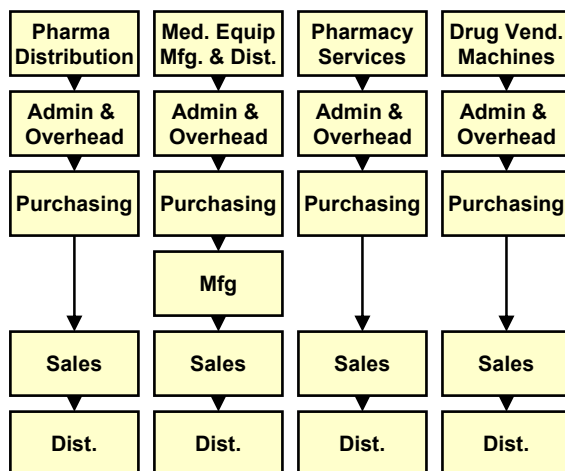 Pharma
Distribution
Med. Equip
Mfg. & Dist.
Pharmacy
Services
Drug Vend.
Machines
Admin &
Overhead
Admin &
Overhead
Admin &
Overhead
Admin &
Overhead
Purchasing
Purchasing
Purchasing
Purchasing
Mfg
Sales
Sales
Sales
Sales
Dist.
Dist.
Dist.
Dist.